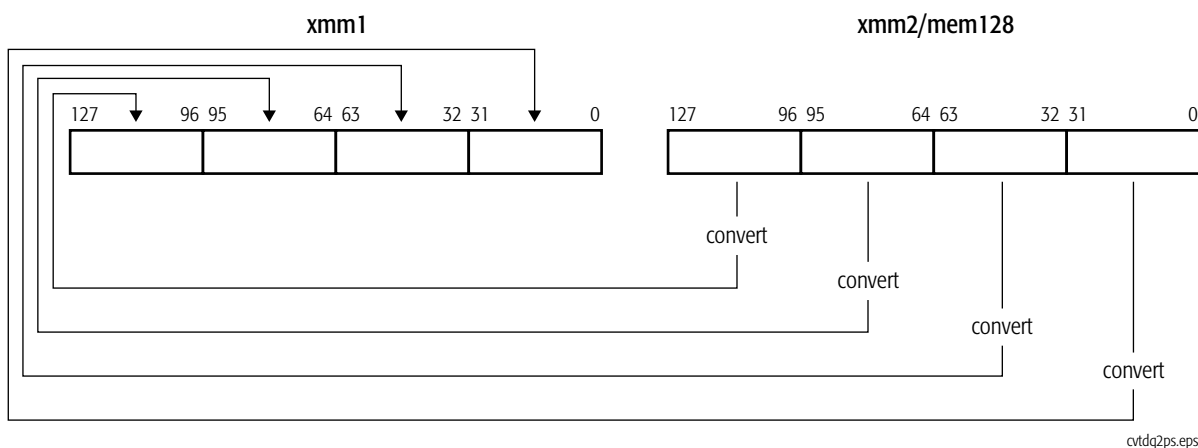 xmm1 xmm2/mem128
127 96 95 64 63 32 31 0 127 96 95 64 63 32 31 0
convert
convert
convert
convert
cvtdq2ps.eps